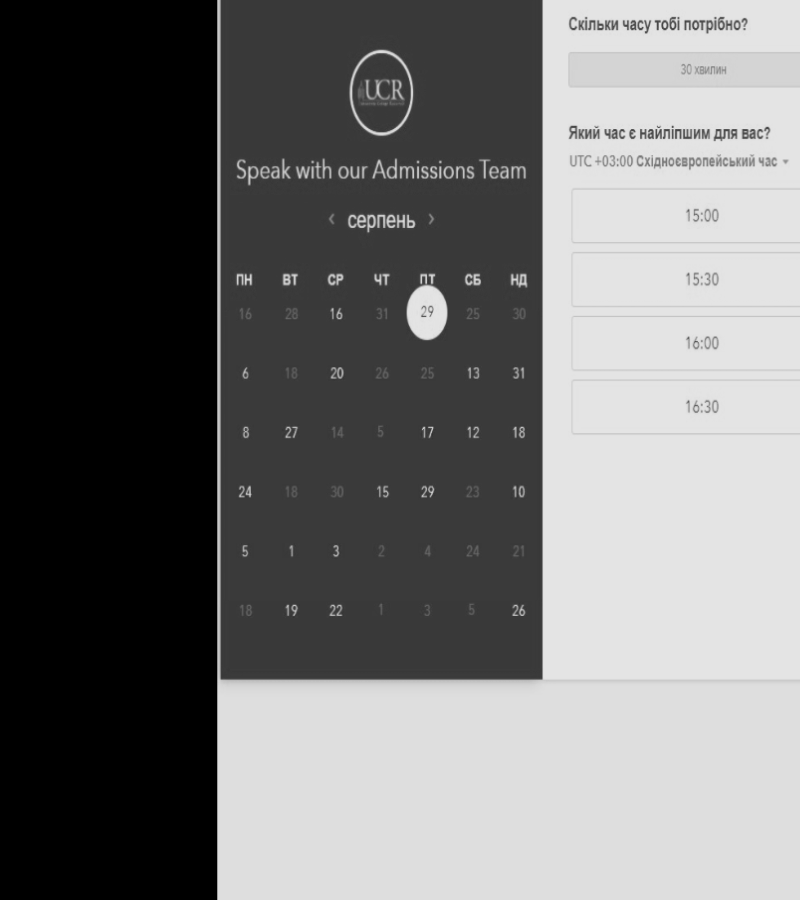 UCR
Speak with our Admissions Team
‹ серпень ›
ПН ВТ СР ЧТ ПТ СБ НД
16 28 16 31 29 25 30
6 18 20 26 25 13 31
8 27 14 5 17 12 18
24 18 30 15 29 23 10
5 1 3 2 4 24 21
18 19 22 1 3 5 26
Скільки часу тобі потрібно?
30 хвилин
Який час є найліпшим для вас?
UTC +03:00 Східноєвропейський час
15:00
15:30
16:00
16:30